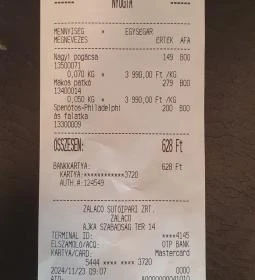 NYUGTA
MENNYISÉG * EGYSÉGÁR
MEGNEVEZÉS ÉRTÉK ÁFA
Nagyi pogácsa 149 B00
13500071
0,070 KG * 3 990,00 Ft /KG
Mákos patkó 279 B00
13400014
0,050 KG * 3 990,00 Ft /KG
Spenótos-Philadelphi 200 B00
ás falatka
13300009
ÖSSZESEN: 628 Ft
BANKKÁRTYA: 628 Ft
KÁRTYA:************3720
AUTH.#:124549
ZALACO SÜTŐIPARI ZRT.
ZALACO
AJKA SZABADSÁG TÉR 14
TERMINAL ID: ****4145
ELSZÁMOLÓ/ACQ: OTP BANK
KÁRTYA/CARD: Mastercard
5444 **** **** 3720
2024/11/23 09:07 0000